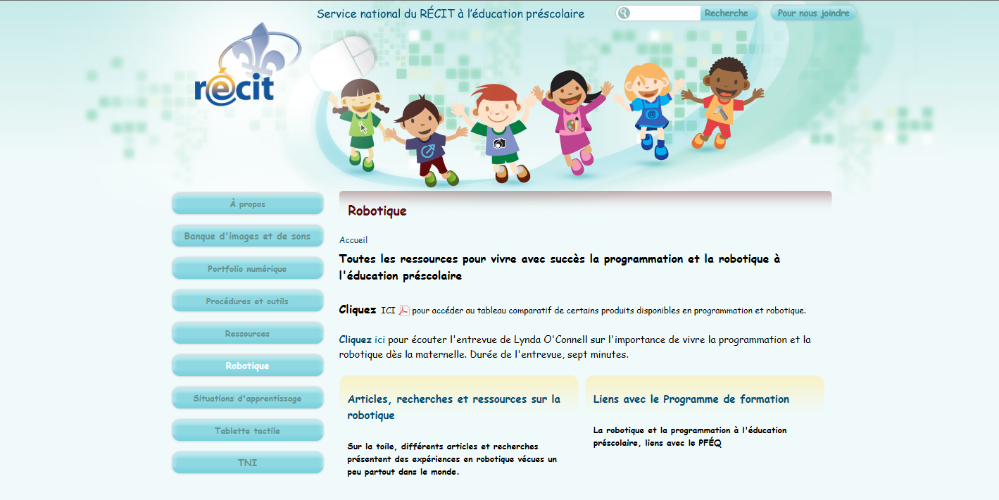 Service national du RÉCIT à l'éducation préscolaire
Recherche
Pour nous joindre
récit
@
À propos
Banque d'images et de sons
Portfolio numérique
Procédures et outils
Ressources
Robotique
Situations d'apprentissage
Tablette tactile
TNI
Robotique
Accueil
Toutes les ressources pour vivre avec succès la programmation et la robotique à
l'éducation préscolaire
Cliquez ICI pour accéder au tableau comparatif de certains produits disponibles en programmation et robotique.
Cliquez ici pour écouter l'entrevue de Lynda O'Connell sur l'importance de vivre la programmation et la
robotique dès la maternelle. Durée de l'entrevue, sept minutes.
Articles, recherches et ressources sur la
robotique
Sur la toile, différents articles et recherches
présentent des expériences en robotique vécues un
peu partout dans le monde.
Liens avec le Programme de formation
La robotique et la programmation à l'éducation
préscolaire, liens avec le PFÉQ